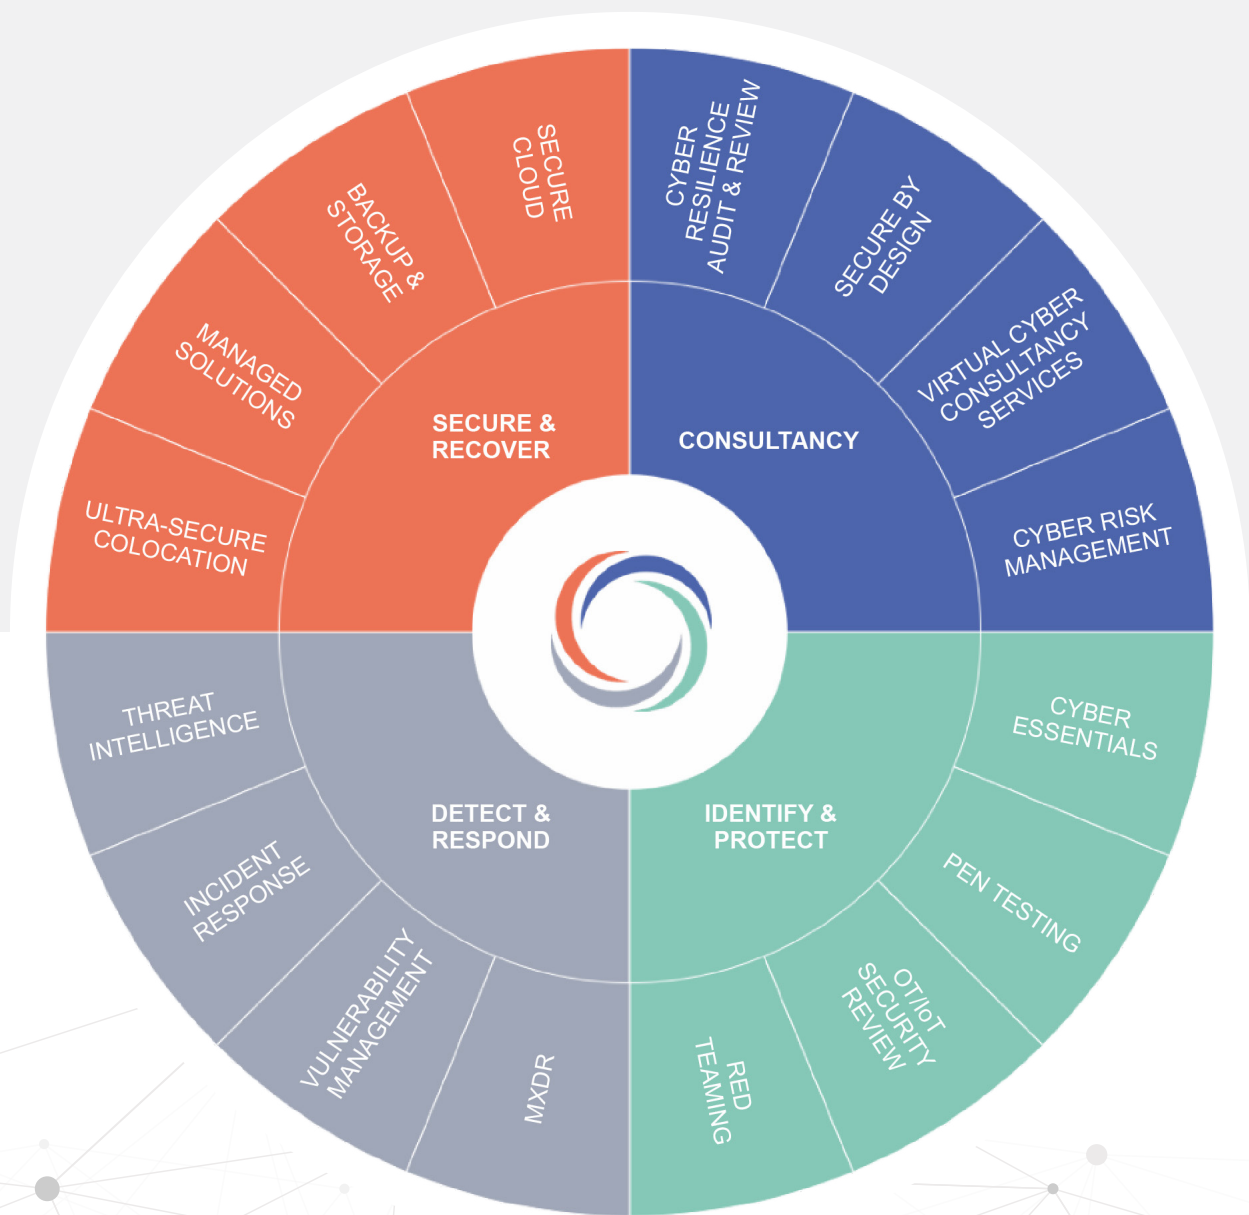 CYBER
RESILIENCE
AUDIT & REVIEW
SECURE BY
DESIGN
VIRTUAL CYBER
CONSULTANCY
SERVICES
CYBER RISK
MANAGEMENT
CONSULTANCY
CYBER
ESSENTIALS
PEN TESTING
OT/IoT
SECURITY
REVIEW
RED
TEAMING
IDENTIFY &
PROTECT
MXDR
VULNERABILITY
MANAGEMENT
INCIDENT
RESPONSE
THREAT
INTELLIGENCE
DETECT &
RESPOND
ULTRA-SECURE
COLOCATION
MANAGED
SOLUTIONS
BACKUP &
STORAGE
SECURE
CLOUD
SECURE &
RECOVER